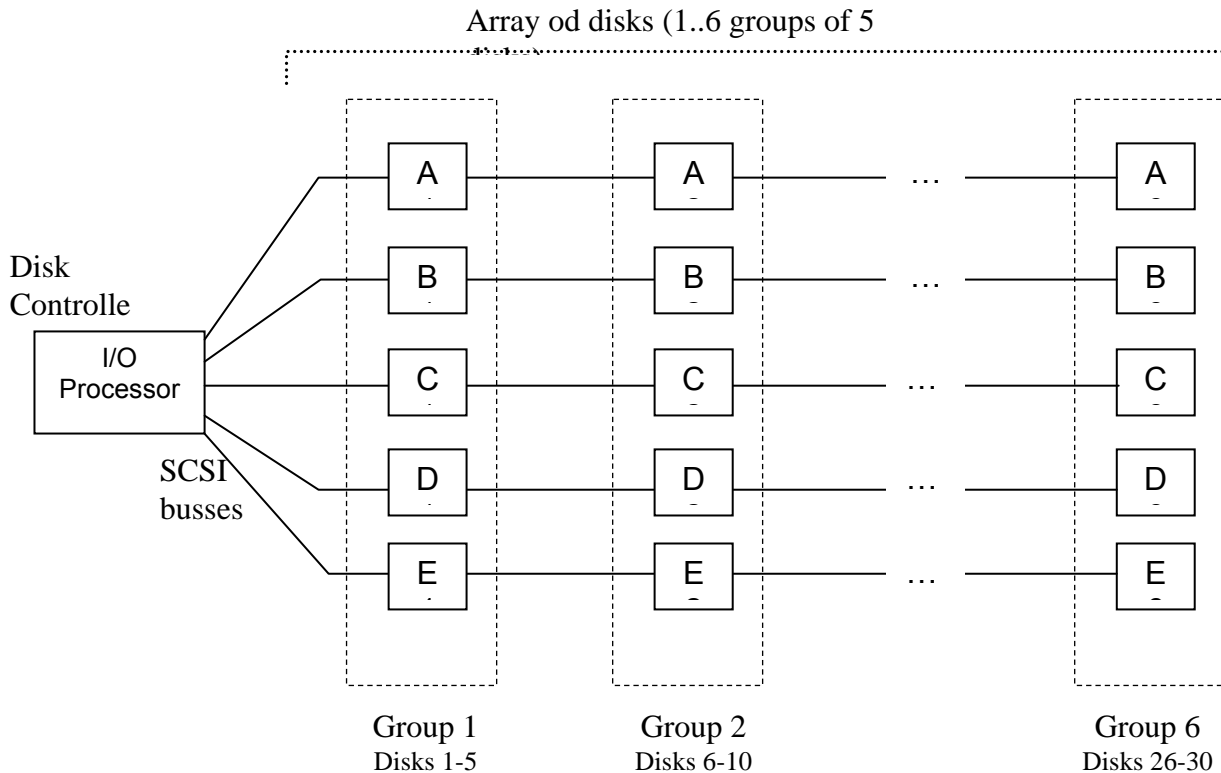 Array od disks (1..6 groups of 5
A A ... A
Disk
Controlle
B B ... B
I/O
Processor
C C ... C
SCSI
busses
D D ... D
E E ... E
Group 1 Group 2 Group 6
Disks 1-5 Disks 6-10 Disks 26-30